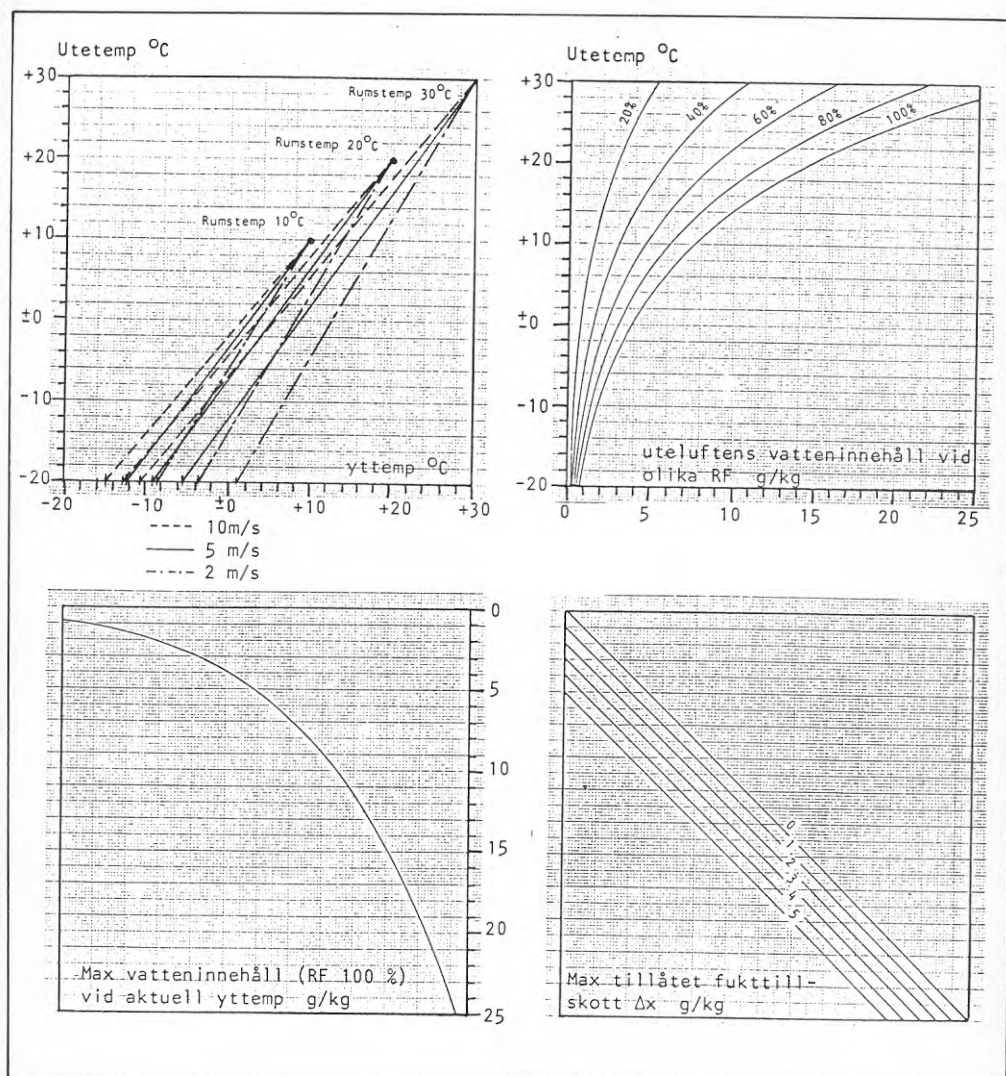 Utetemp °C
+30
+20
+10
±0
-10
-20
Rumstemp 30°C
Rumstemp 20°C
Rumstemp 10°C
yttemp °C
-20 -10 ±0 +10 +20 +30
---- 10m/s
—— 5 m/s
-·-·- 2 m/s
Utetemp °C
+30
+20
+10
±0
-10
-20
20% 40% 60% 80% 100%
uteluftens vatteninnehåll vid
olika RF g/kg
0 5 10 15 20 25
0
5
10
15
20
25
Max vatteninnehåll (RF 100 %)
vid aktuell yttemp g/kg
0
1
2
3
4
5
Max tillåtet fukttill-
skott Δx g/kg